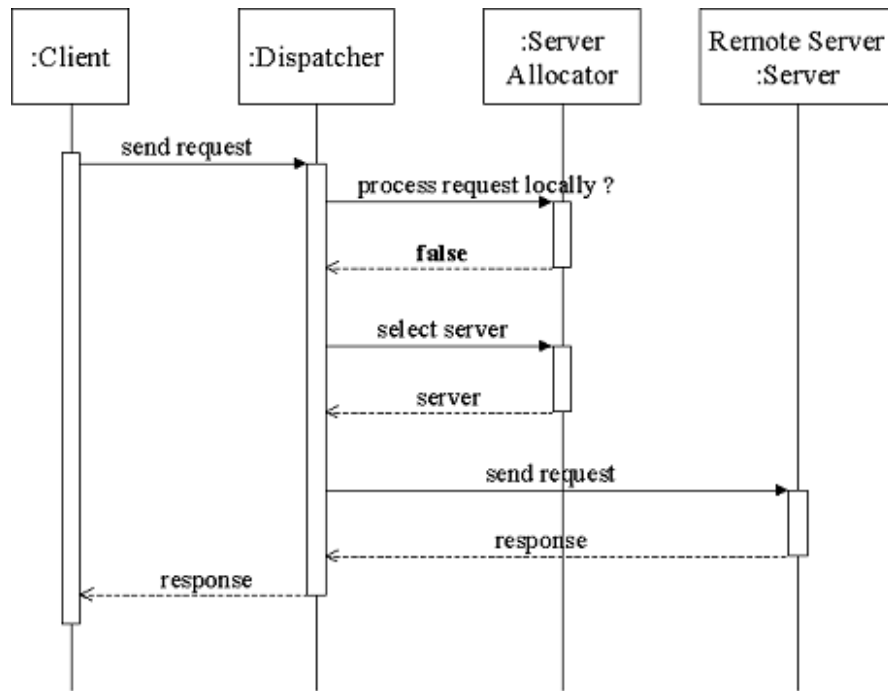 :Client
:Dispatcher
:Server
Allocator
Remote Server
:Server
send request
process request locally ?
false
select server
server
send request
response
response